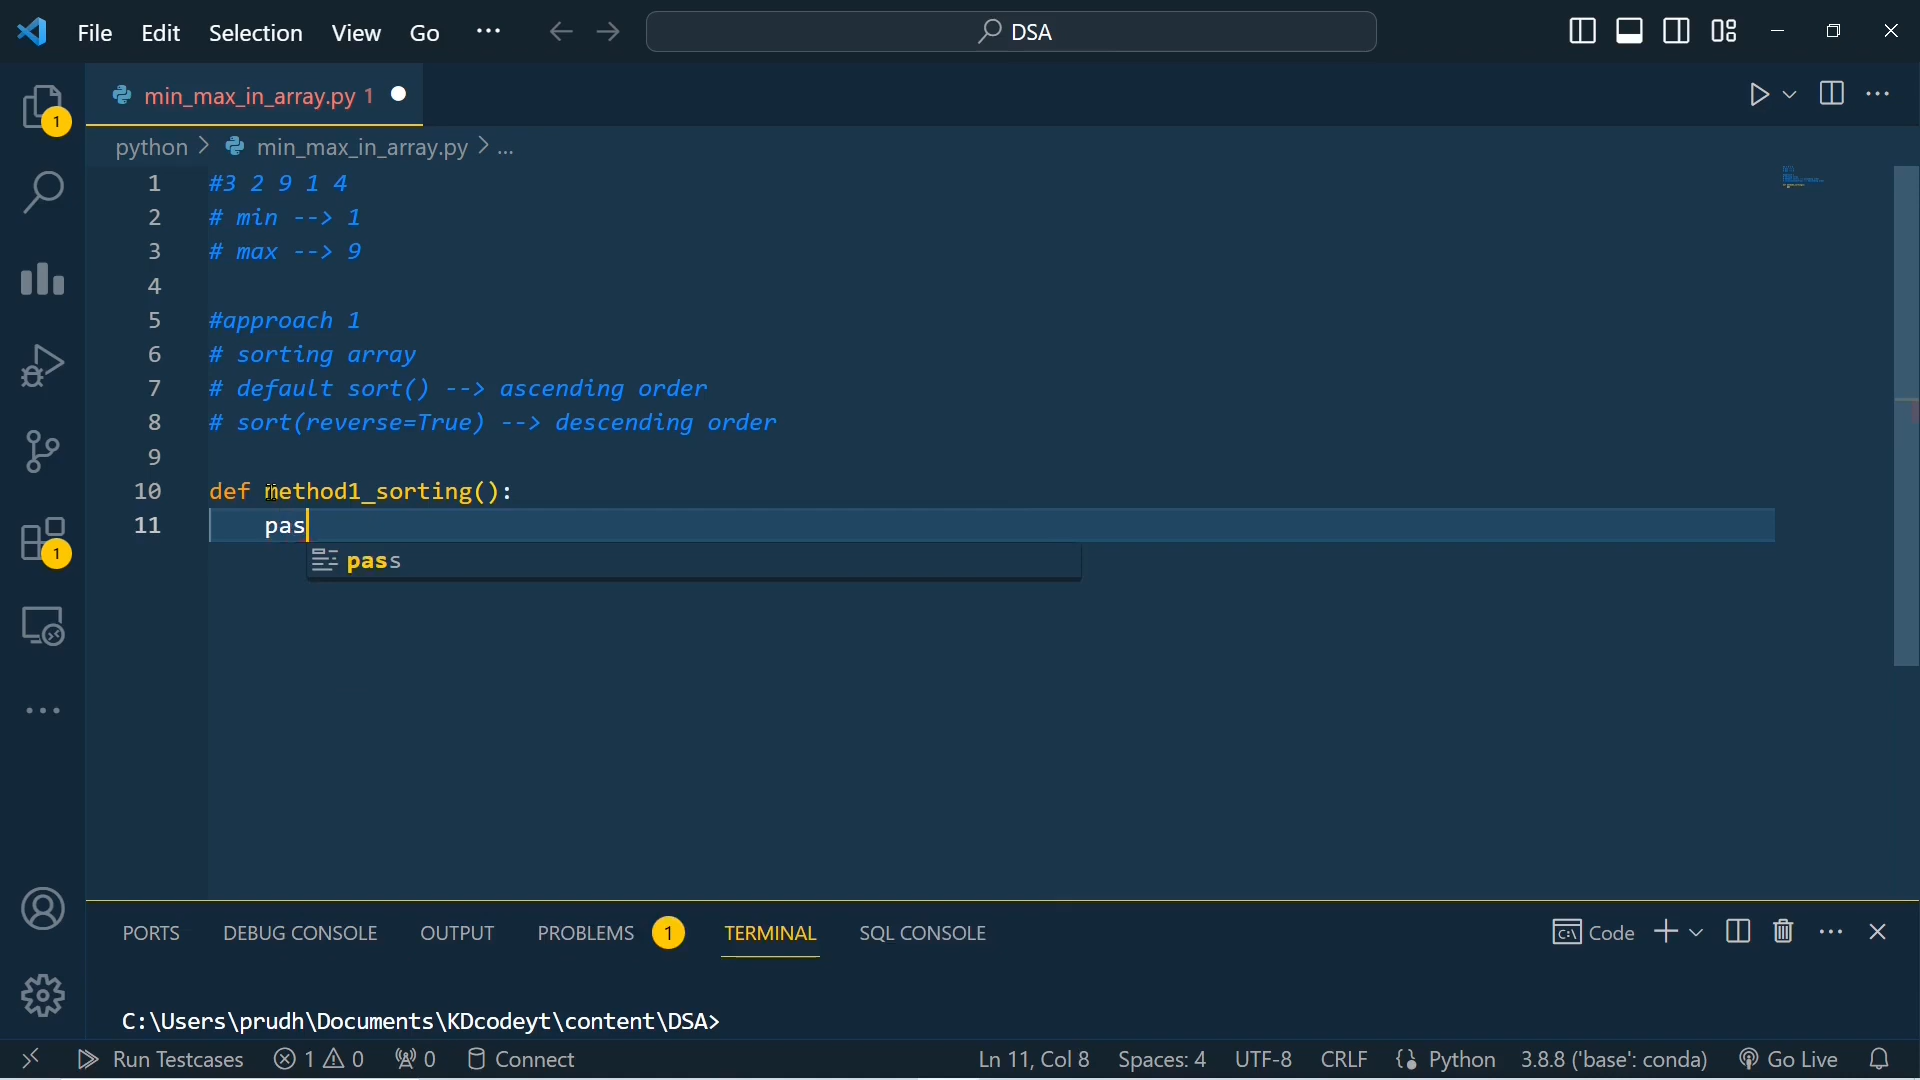 File Edit Selection View Go ... DSA
min_max_in_array.py 1
python > min_max_in_array.py > ...
1 #3 2 9 1 4
2 # min --> 1
3 # max --> 9
4
5 #approach 1
6 # sorting array
7 # default sort() --> ascending order
8 # sort(reverse=True) --> descending order
9
10 def method1_sorting():
11 pas
pass
1
1
PORTS DEBUG CONSOLE OUTPUT PROBLEMS 1 TERMINAL SQL CONSOLE Code
C:\Users\prudh\Documents\KDcodeyt\content\DSA>
Run Testcases 1 0 0 Connect Ln 11, Col 8 Spaces: 4 UTF-8 CRLF Python 3.8.8 ('base': conda) Go Live